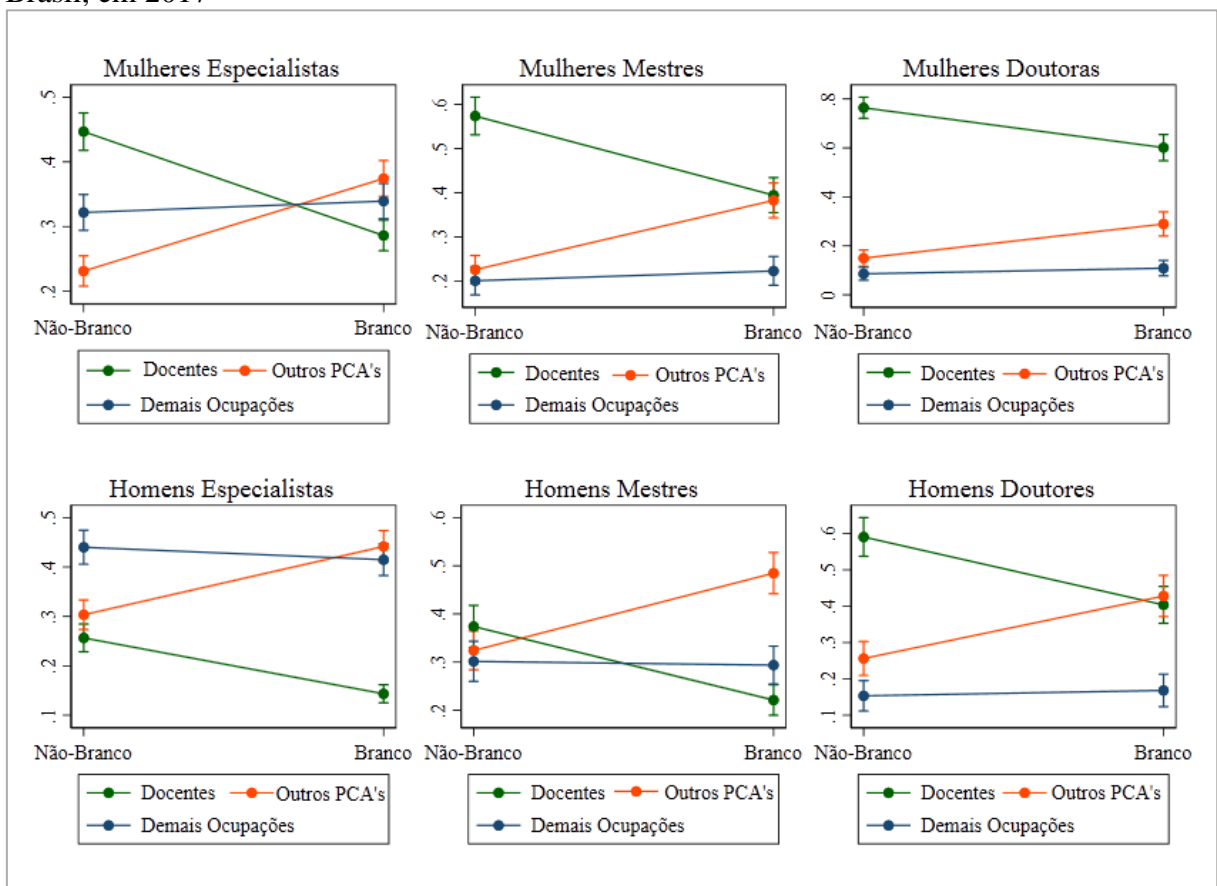 Brasil, em 2017
Mulheres Especialistas
.5
.4
.3
.2
Não-Branco Branco
Docentes Outros PCA's
Demais Ocupações
Mulheres Mestres
.6
.5
.4
.3
.2
Não-Branco Branco
Docentes Outros PCA's
Demais Ocupações
Mulheres Doutoras
.8
.6
.4
.2
0
Não-Branco Branco
Docentes Outros PCA's
Demais Ocupações
Homens Especialistas
.5
.4
.3
.2
.1
Não-Branco Branco
Docentes Outros PCA's
Demais Ocupações
Homens Mestres
.6
.5
.4
.3
.2
Não-Branco Branco
Docentes Outros PCA's
Demais Ocupações
Homens Doutores
.6
.5
.4
.3
.2
.1
Não-Branco Branco
Docentes Outros PCA's
Demais Ocupações